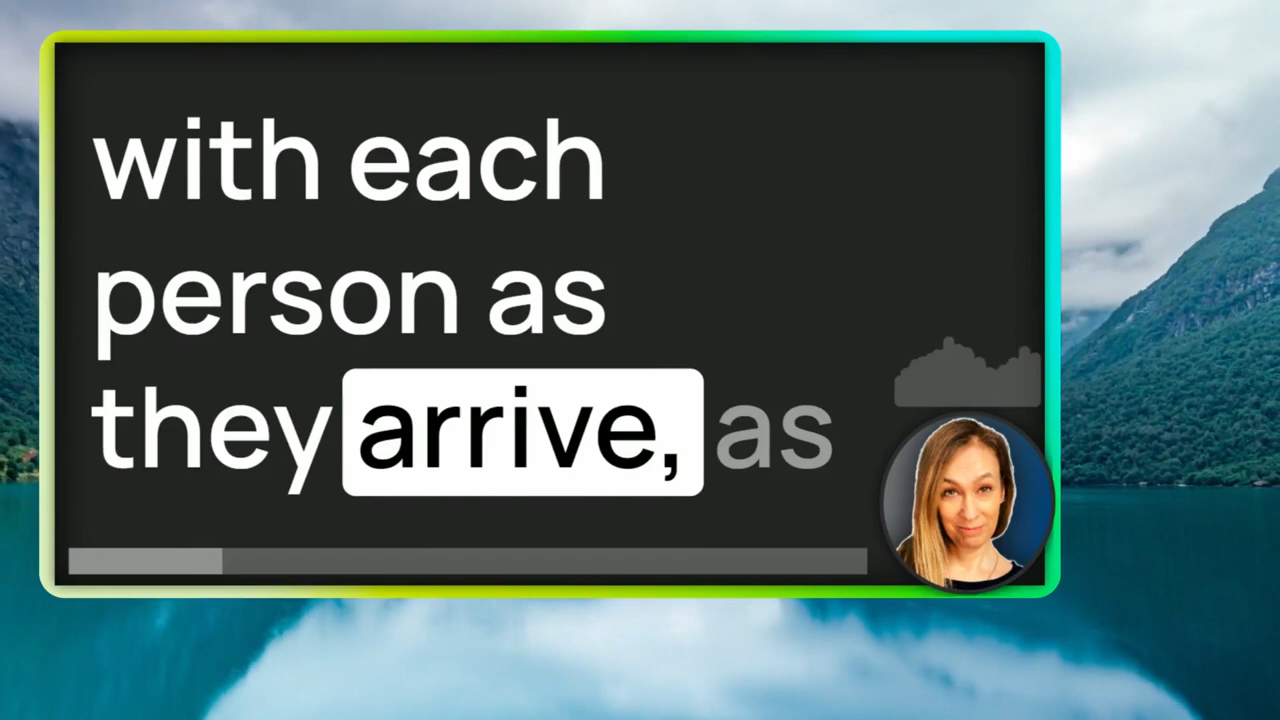 with each
person as
they arrive, as